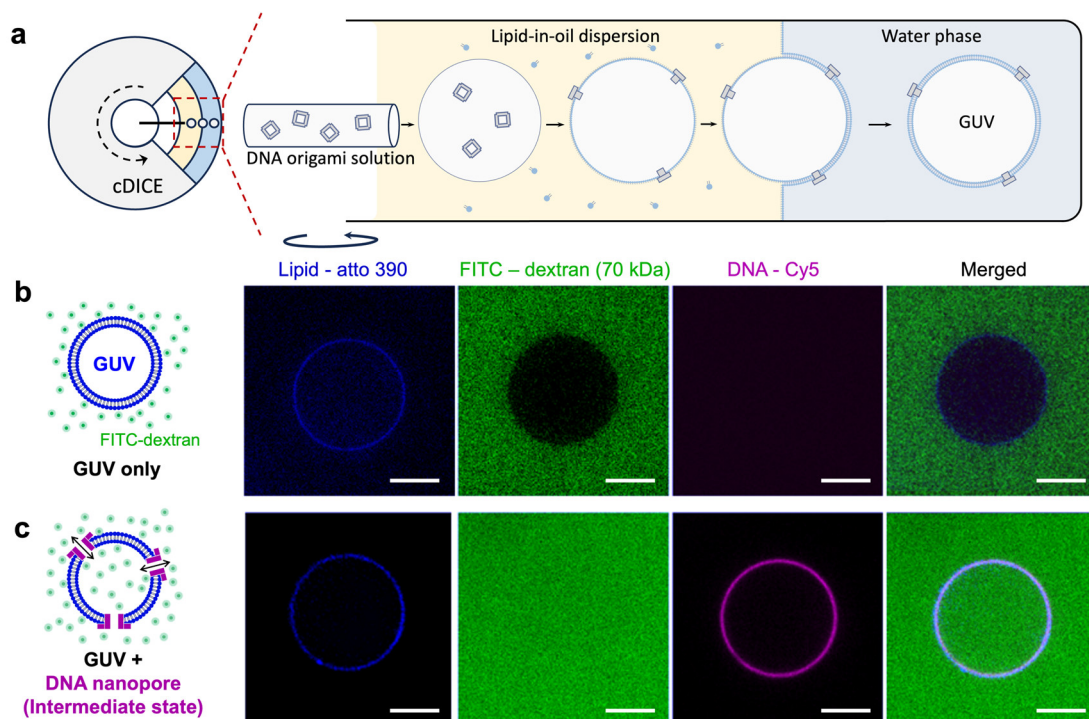 a
Lipid-in-oil dispersion
Water phase
cDICE
DNA origami solution
GUV
b
Lipid - atto 390
FITC – dextran (70 kDa)
DNA - Cy5
Merged
GUV
FITC-dextran
GUV only
c
GUV +
DNA nanopore
(Intermediate state)